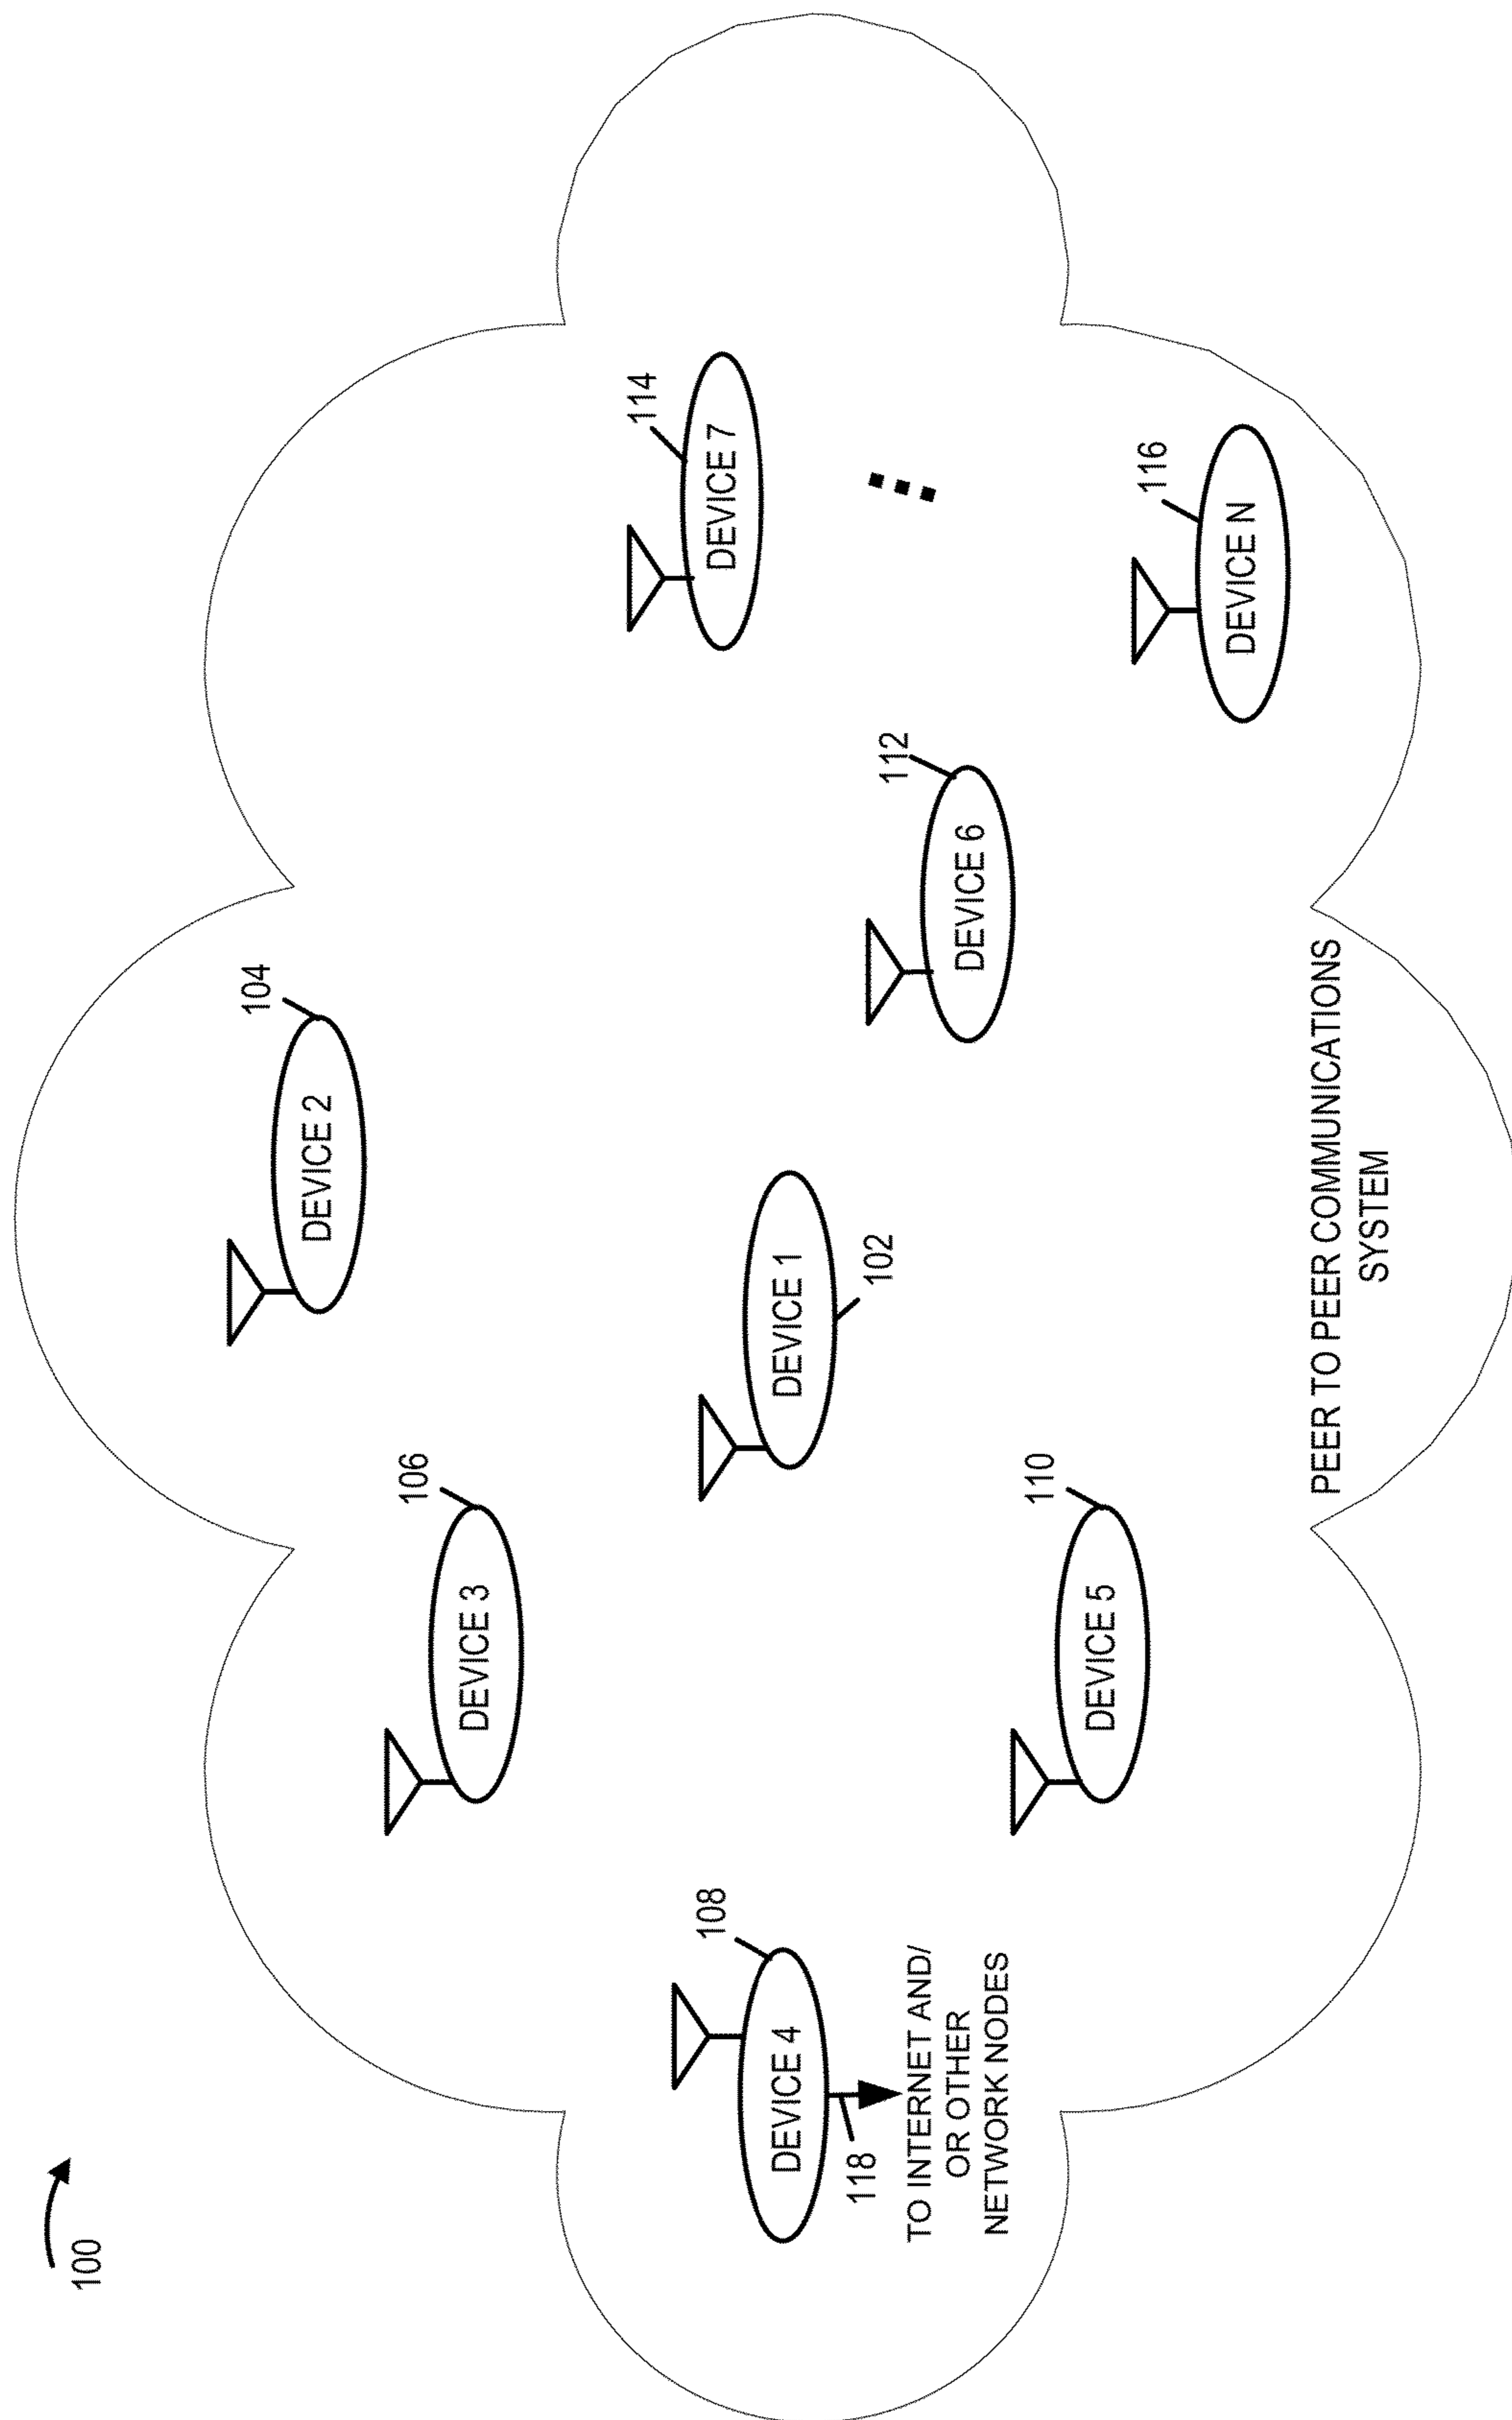 100
DEVICE 2
104
DEVICE 3
106
DEVICE 7
114
DEVICE 4
108
118
TO INTERNET AND/
OR OTHER
NETWORK NODES
DEVICE 1
102
DEVICE 6
112
DEVICE 5
110
DEVICE N
116
PEER TO PEER COMMUNICATIONS
SYSTEM